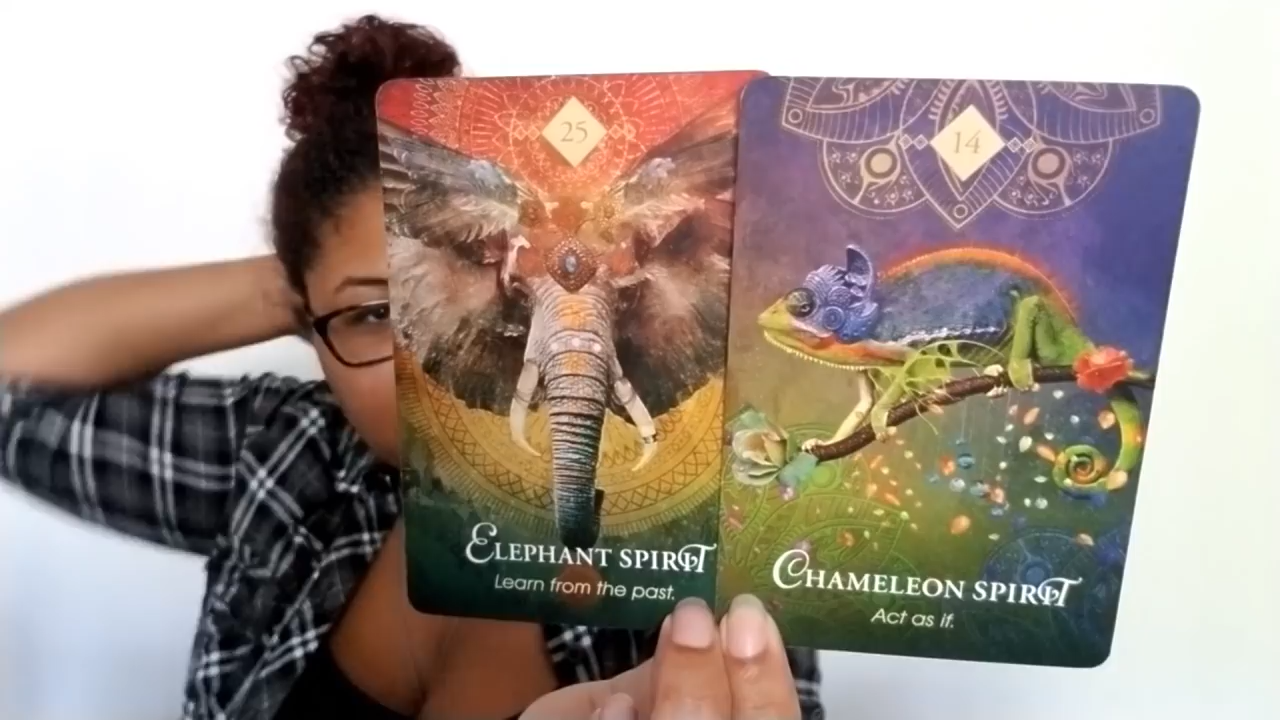 25
ELEPHANT SPIRIT
Learn from the past.
14
CHAMELEON SPIRIT
Act as if.